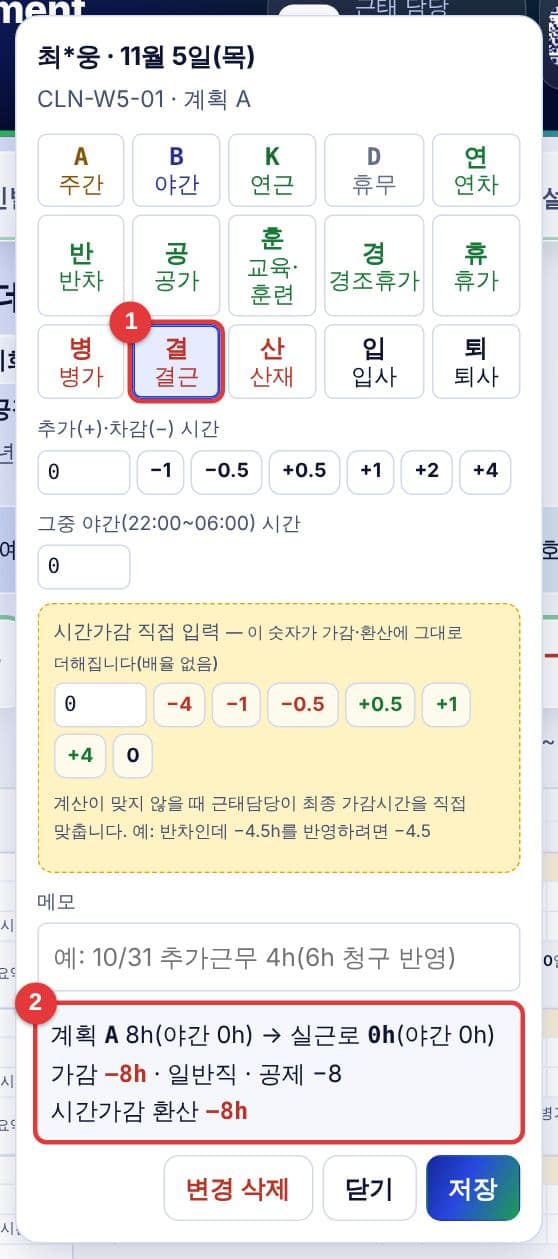 ment
근태 담당
최*웅 · 11월 5일(목)
CLN-W5-01 · 계획 A
A B K D 연
주간 야간 연근 휴무 연차
반 공 훈 경 휴
반차 공가 교육· 경조휴가 휴가
훈련
1
병 결 산 입 퇴
병가 결근 산재 입사 퇴사
추가(+)·차감(−) 시간
0 −1 −0.5 +0.5 +1 +2 +4
그중 야간(22:00~06:00) 시간
0
시간가감 직접 입력 — 이 숫자가 가감·환산에 그대로
더해집니다(배율 없음)
0 −4 −1 −0.5 +0.5 +1
+4 0
계산이 맞지 않을 때 근태담당이 최종 가감시간을 직접
맞춥니다. 예: 반차인데 −4.5h를 반영하려면 −4.5
메모
예: 10/31 추가근무 4h(6h 청구 반영)
2
계획 A 8h(야간 0h) → 실근로 0h(야간 0h)
가감 −8h · 일반직 · 공제 −8
시간가감 환산 −8h
변경 삭제 닫기 저장